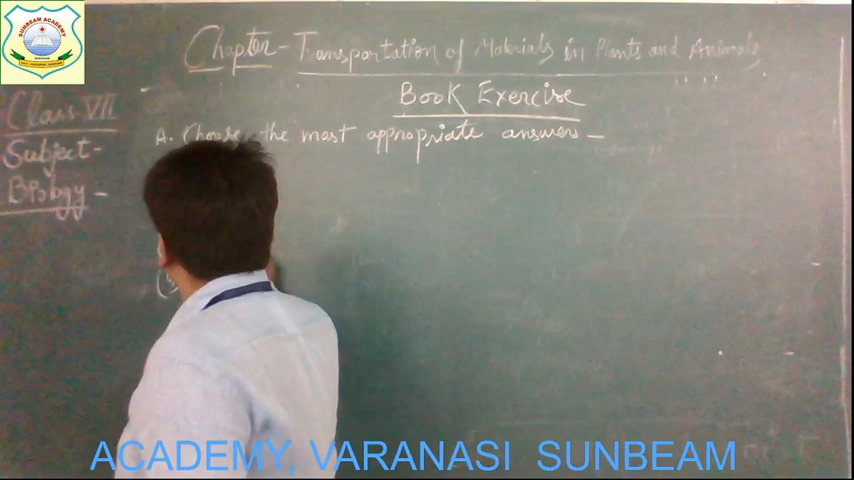 SUNBEAM ACADEMY
Chapter - Transportation of Materials in Plants and Animals
Book Exercise
Class VII
Subject-
Biology -
A. Choose the most appropriate answers -
ACADEMY, VARANASI SUNBEAM